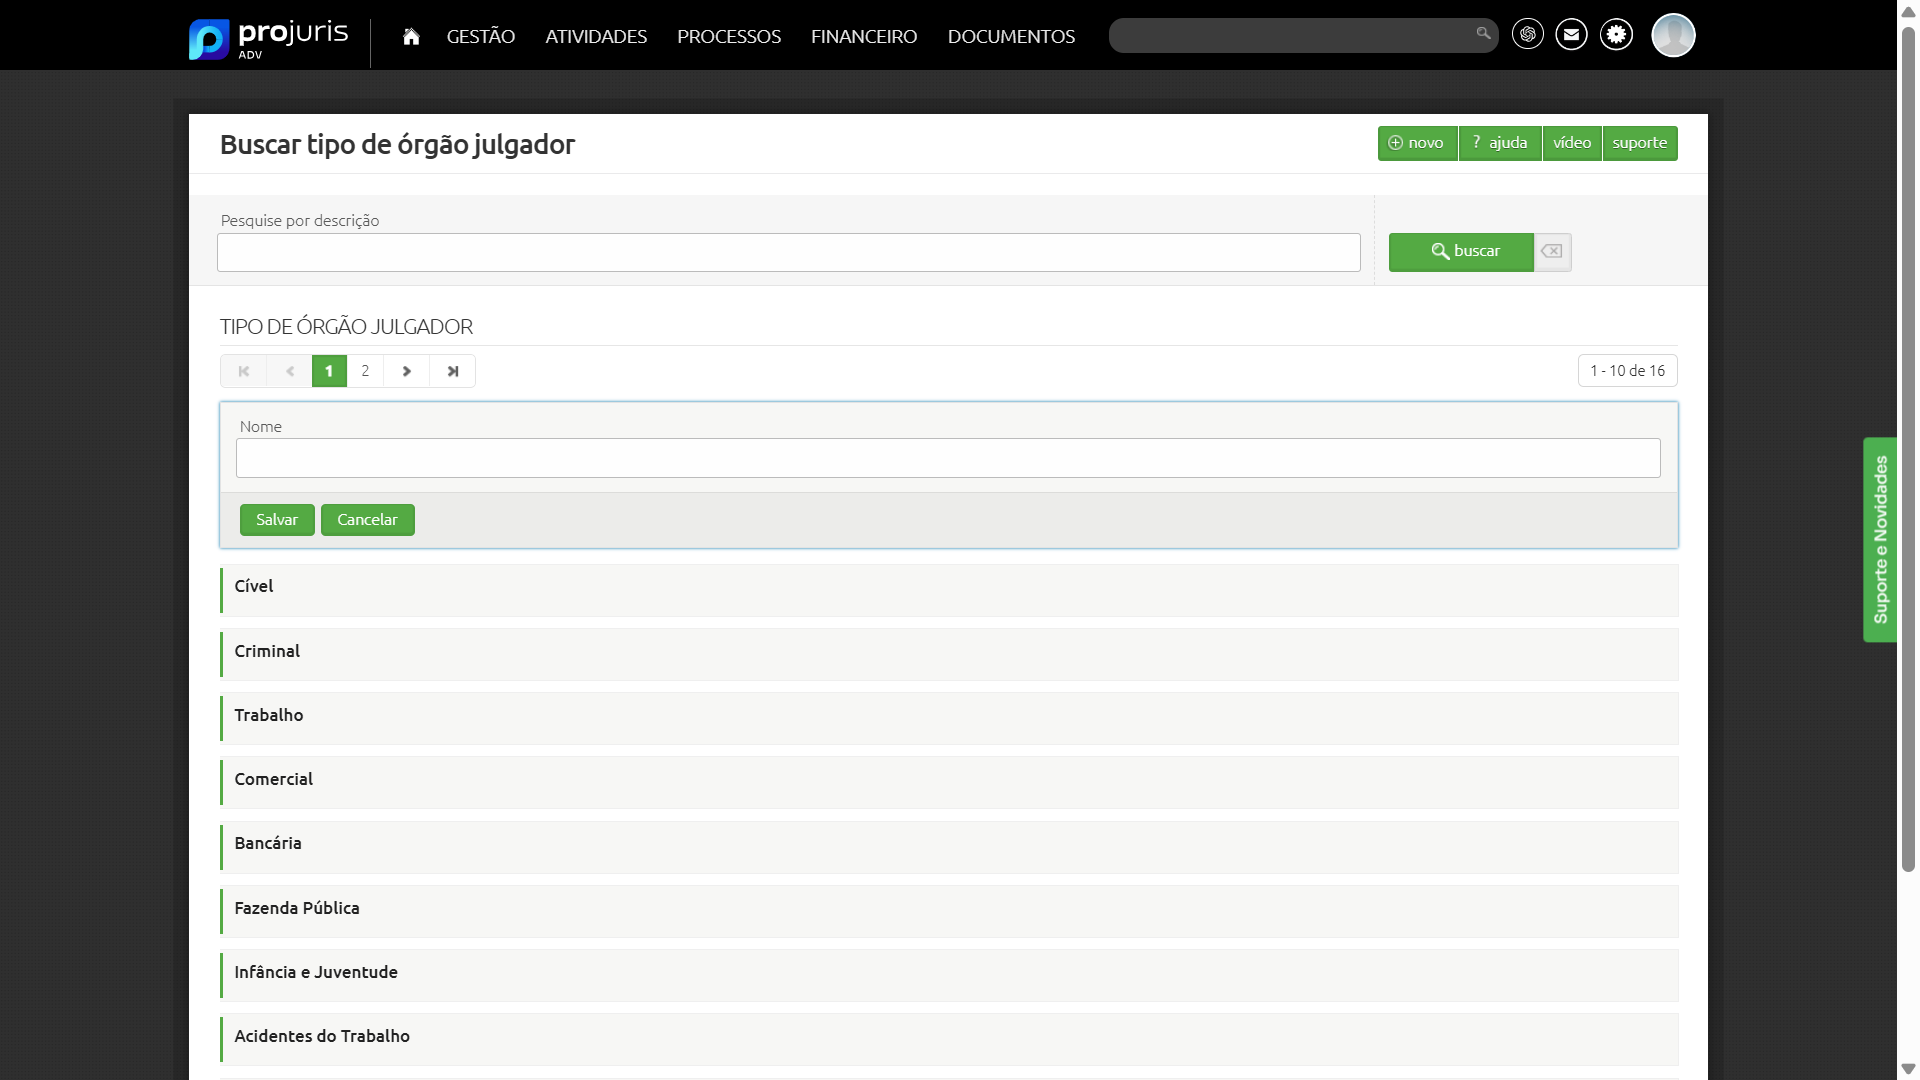 projuris
ADV
GESTÃO
ATIVIDADES
PROCESSOS
FINANCEIRO
DOCUMENTOS
Buscar tipo de órgão julgador
novo
? ajuda
vídeo
suporte
Pesquise por descrição
buscar
TIPO DE ÓRGÃO JULGADOR
1
2
1 - 10 de 16
Nome
Salvar
Cancelar
Suporte e Novidades
Cível
Criminal
Trabalho
Comercial
Bancária
Fazenda Pública
Infância e Juventude
Acidentes do Trabalho